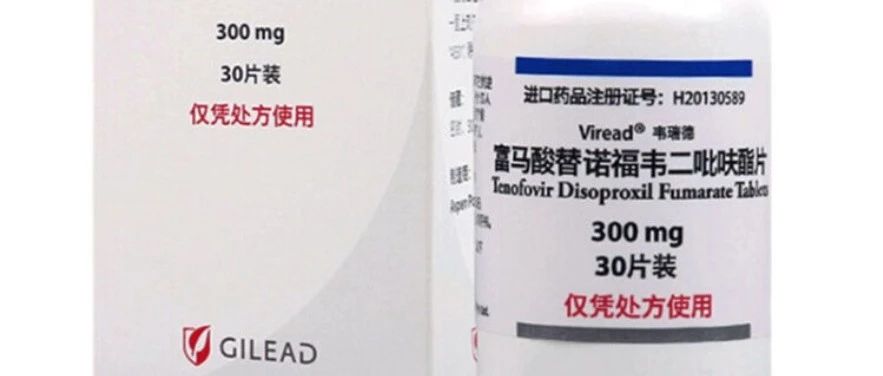 300 mg
30片装
仅凭处方使用
GILEAD
进口药品注册证号：H20130589
Viread® 韦瑞德
富马酸替诺福韦二吡呋酯片
Tenofovir Disoproxil Fumarate Tablets
300 mg
30片装
仅凭处方使用